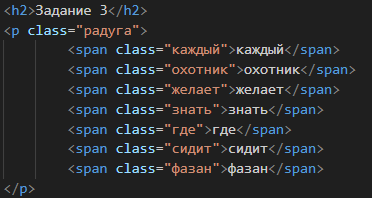 <h2>Задание 3</h2>
<p class="радуга">
<span class="каждый">каждый</span>
<span class="охотник">охотник</span>
<span class="желает">желает</span>
<span class="знать">знать</span>
<span class="где">где</span>
<span class="сидит">сидит</span>
<span class="фазан">фазан</span>
</p>